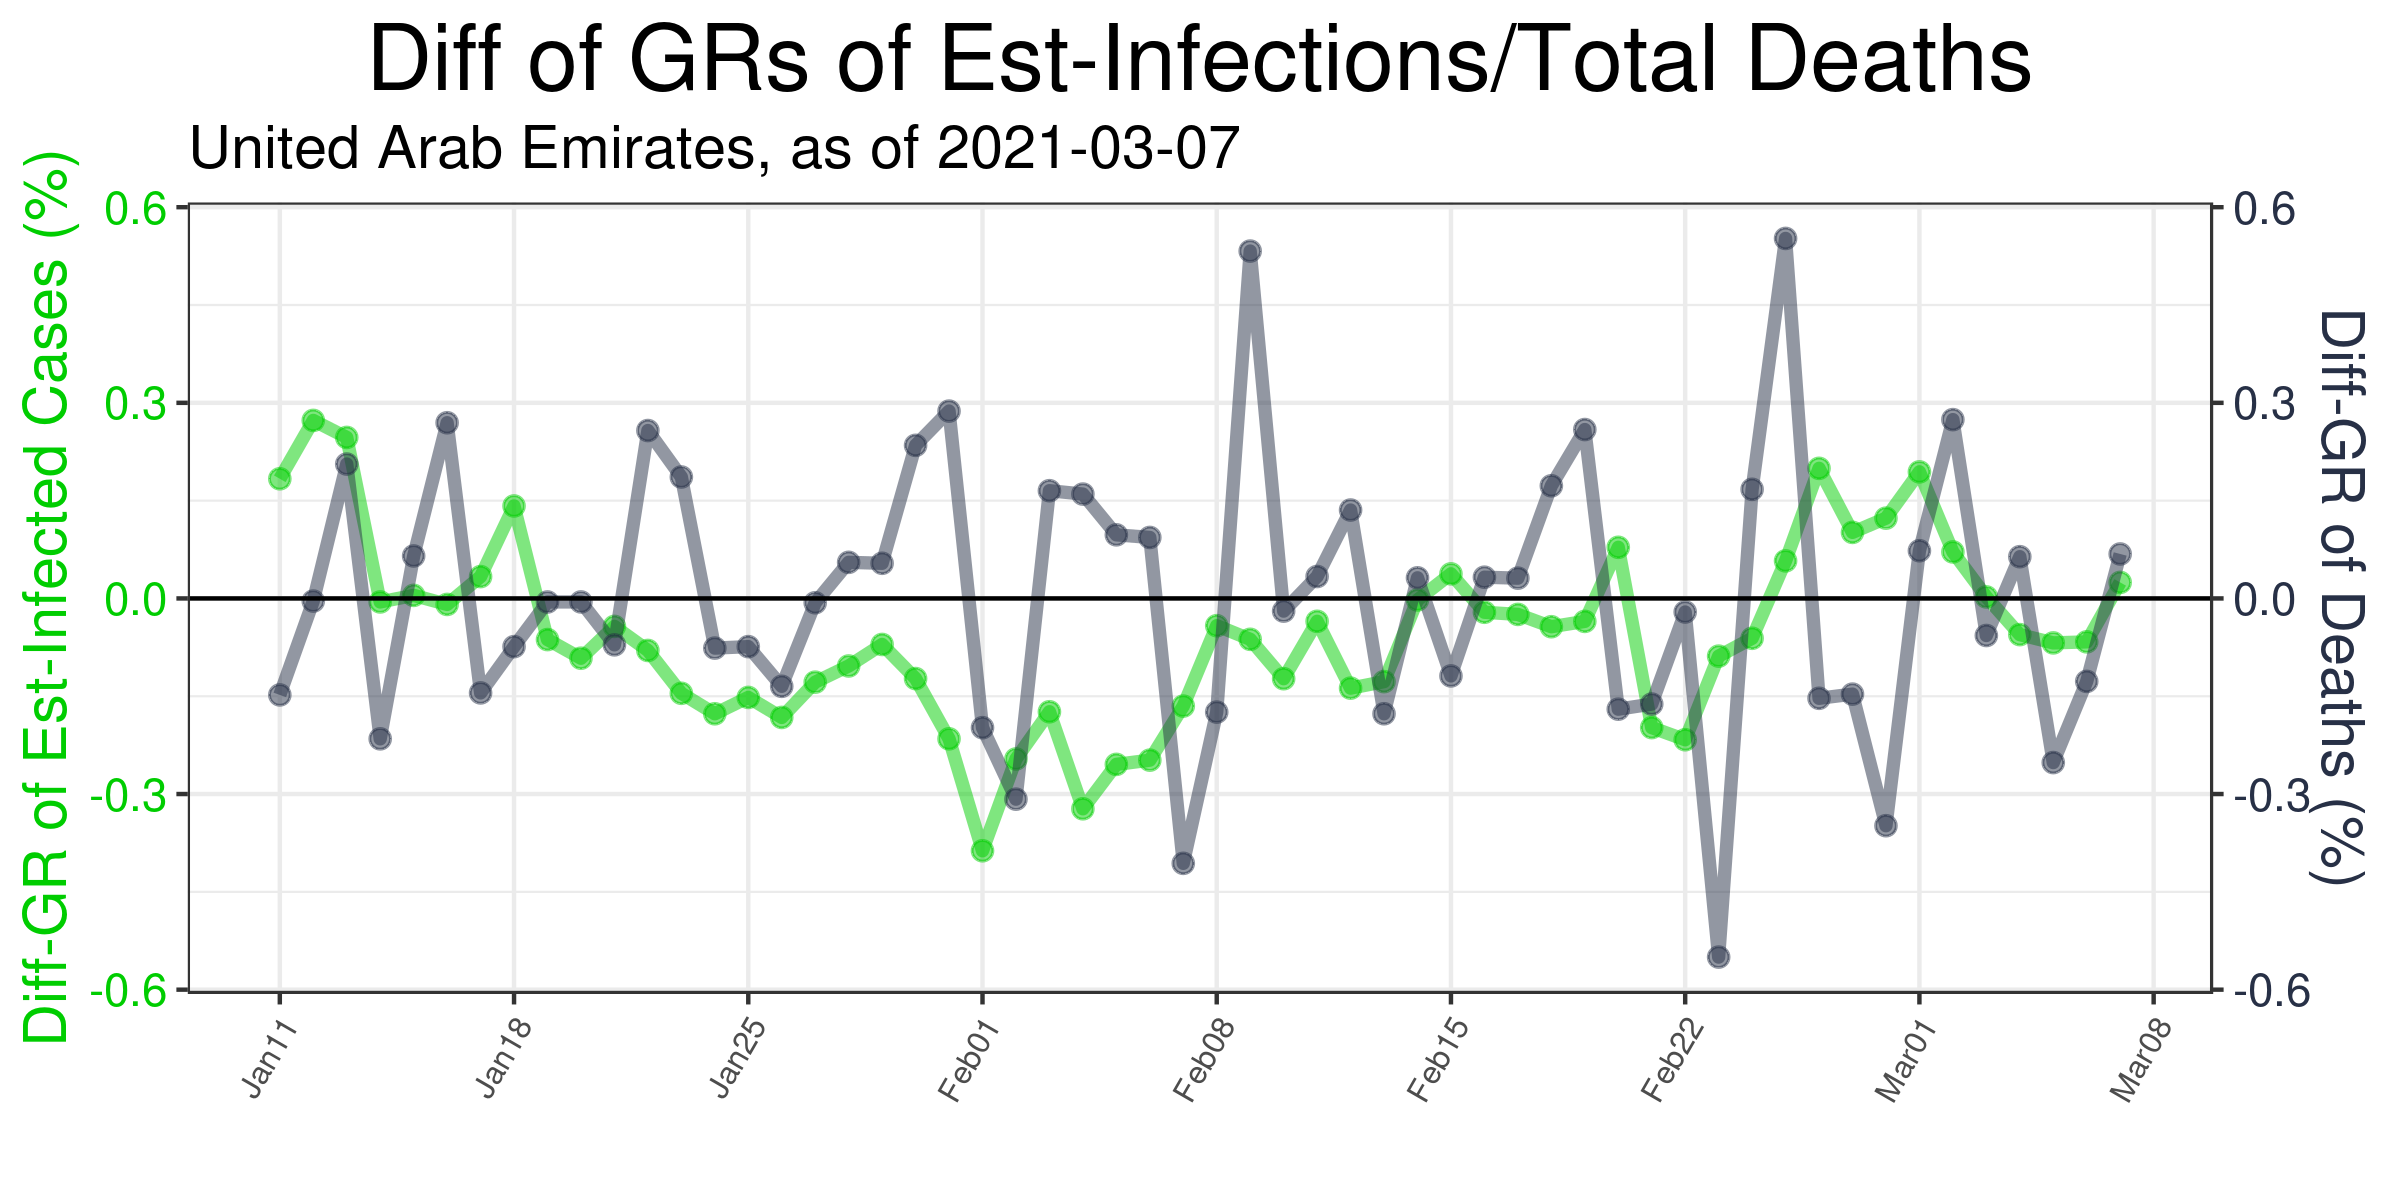 Diff of GRs of Est-Infections/Total Deaths
United Arab Emirates, as of 2021-03-07
Diff-GR of Est-Infected Cases (%)
0.6
0.3
0.0
-0.3
-0.6
0.6
0.3
0.0
-0.3
-0.6
Diff-GR of Deaths (%)
Jan11
Jan18
Jan25
Feb01
Feb08
Feb15
Feb22
Mar01
Mar08